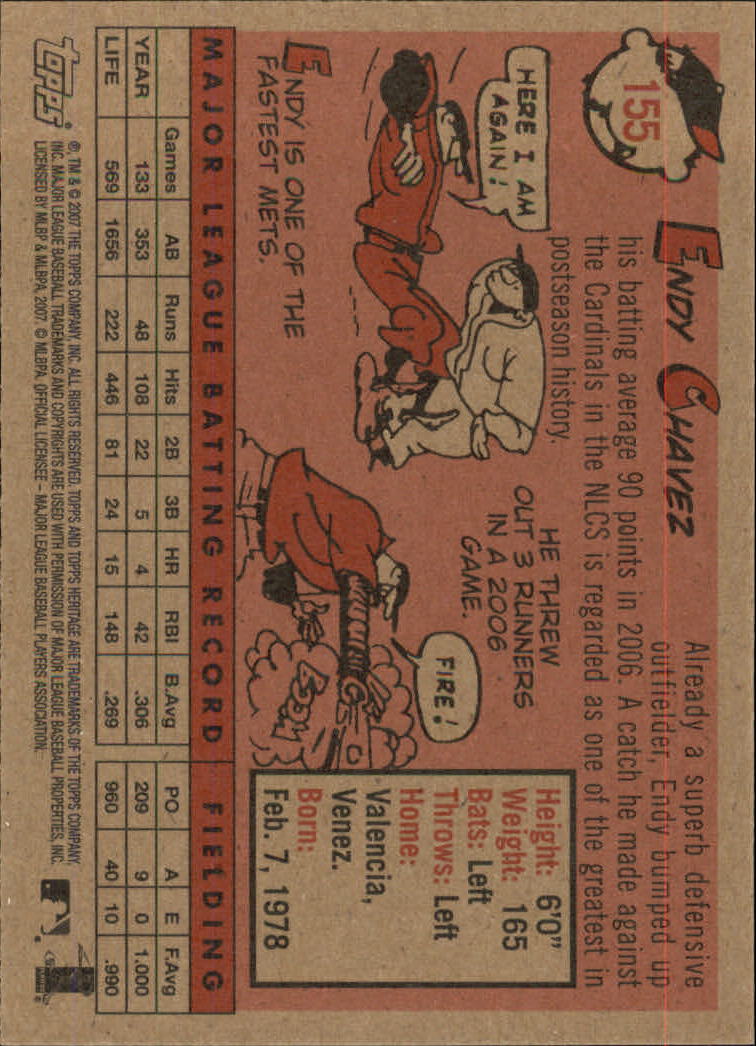 155
ENDY CHAVEZ
Already a superb defensive
outfielder, Endy bumped up
his batting average 90 points in 2006. A catch he made against
the Cardinals in the NLCS is regarded as one of the greatest in
postseason history.
HERE I AM
AGAIN!
ENDY IS ONE OF THE
FASTEST METS.
HE THREW
OUT 3 RUNNERS
IN A 2006
GAME.
FIRE!
BOOM
Height: 6'0"
Weight: 165
Bats: Left
Throws: Left
Home:
Valencia,
Venez.
Born:
Feb. 7, 1978
MAJOR LEAGUE BATTING RECORD FIELDING
Games AB Runs Hits 2B 3B HR RBI B.Avg PO A E F.Avg
YEAR 133 353 48 108 22 5 4 42 .306 209 9 0 1.000
LIFE 569 1656 222 446 81 24 15 148 .269 960 40 10 .990
topps®
®, TM & © 2007 THE TOPPS COMPANY, INC. ALL RIGHTS RESERVED. TOPPS AND TOPPS HERITAGE ARE TRADEMARKS OF THE TOPPS COMPANY,
INC. MAJOR LEAGUE BASEBALL TRADEMARKS AND COPYRIGHTS ARE USED WITH PERMISSION OF MAJOR LEAGUE BASEBALL PROPERTIES, INC.
LICENSED BY MLBP & MLBPA, 2007. © MLBPA, OFFICIAL LICENSEE – MAJOR LEAGUE BASEBALL PLAYERS ASSOCIATION.